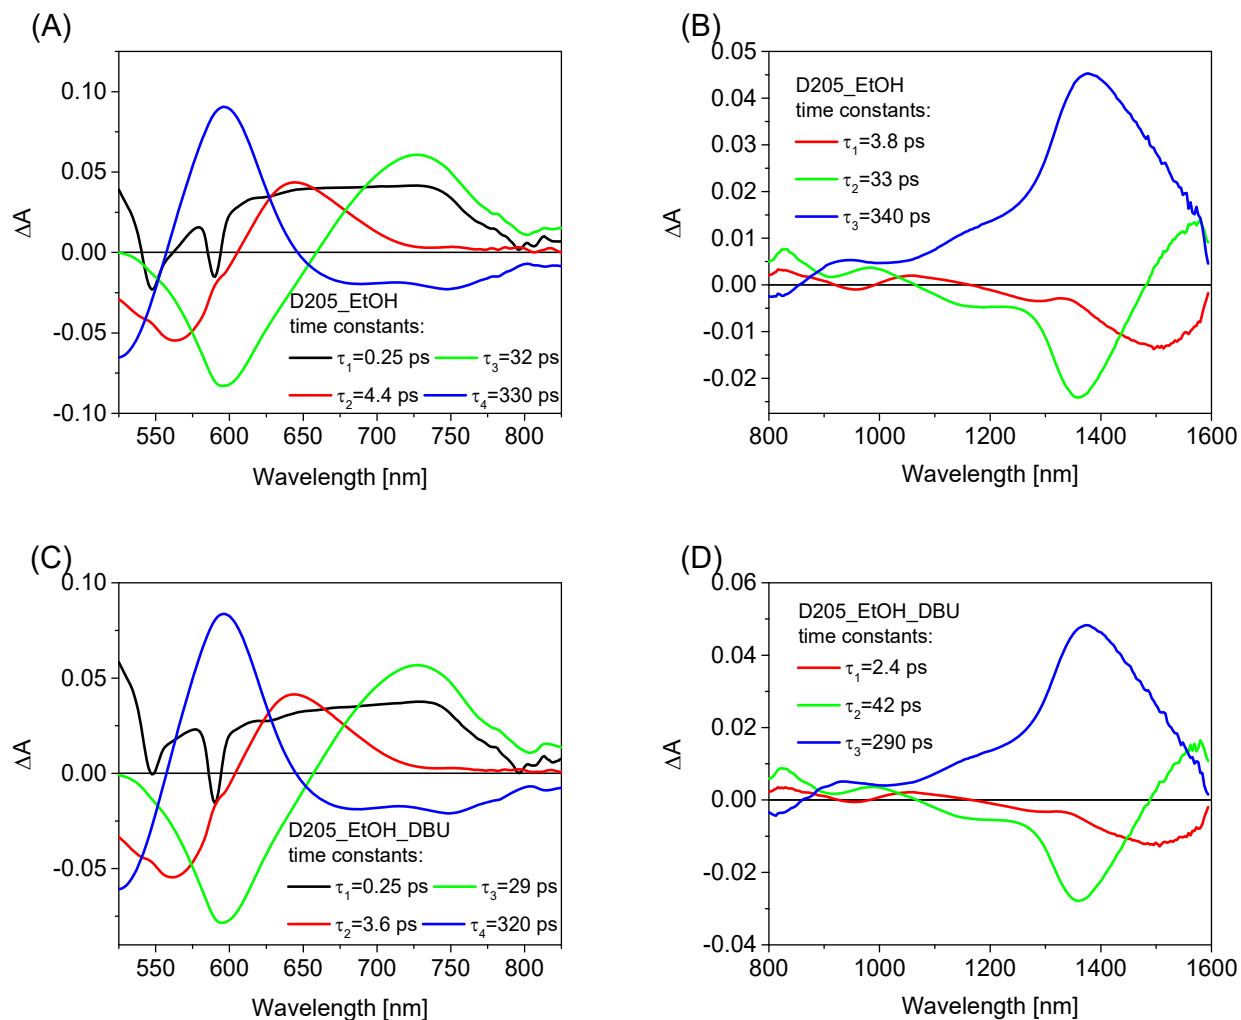 (A)
0.10
0.05
0.00
-0.05
-0.10
ΔA
D205_EtOH
time constants:
τ1=0.25 ps τ3=32 ps
τ2=4.4 ps τ4=330 ps
550 600 650 700 750 800
Wavelength [nm]
(B)
0.05
0.04
0.03
0.02
0.01
0.00
-0.01
-0.02
ΔA
D205_EtOH
time constants:
τ1=3.8 ps
τ2=33 ps
τ3=340 ps
800 1000 1200 1400 1600
Wavelength [nm]
(C)
0.10
0.05
0.00
-0.05
ΔA
D205_EtOH_DBU
time constants:
τ1=0.25 ps τ3=29 ps
τ2=3.6 ps τ4=320 ps
550 600 650 700 750 800
Wavelength [nm]
(D)
0.06
0.04
0.02
0.00
-0.02
-0.04
ΔA
D205_EtOH_DBU
time constants:
τ1=2.4 ps
τ2=42 ps
τ3=290 ps
800 1000 1200 1400 1600
Wavelength [nm]